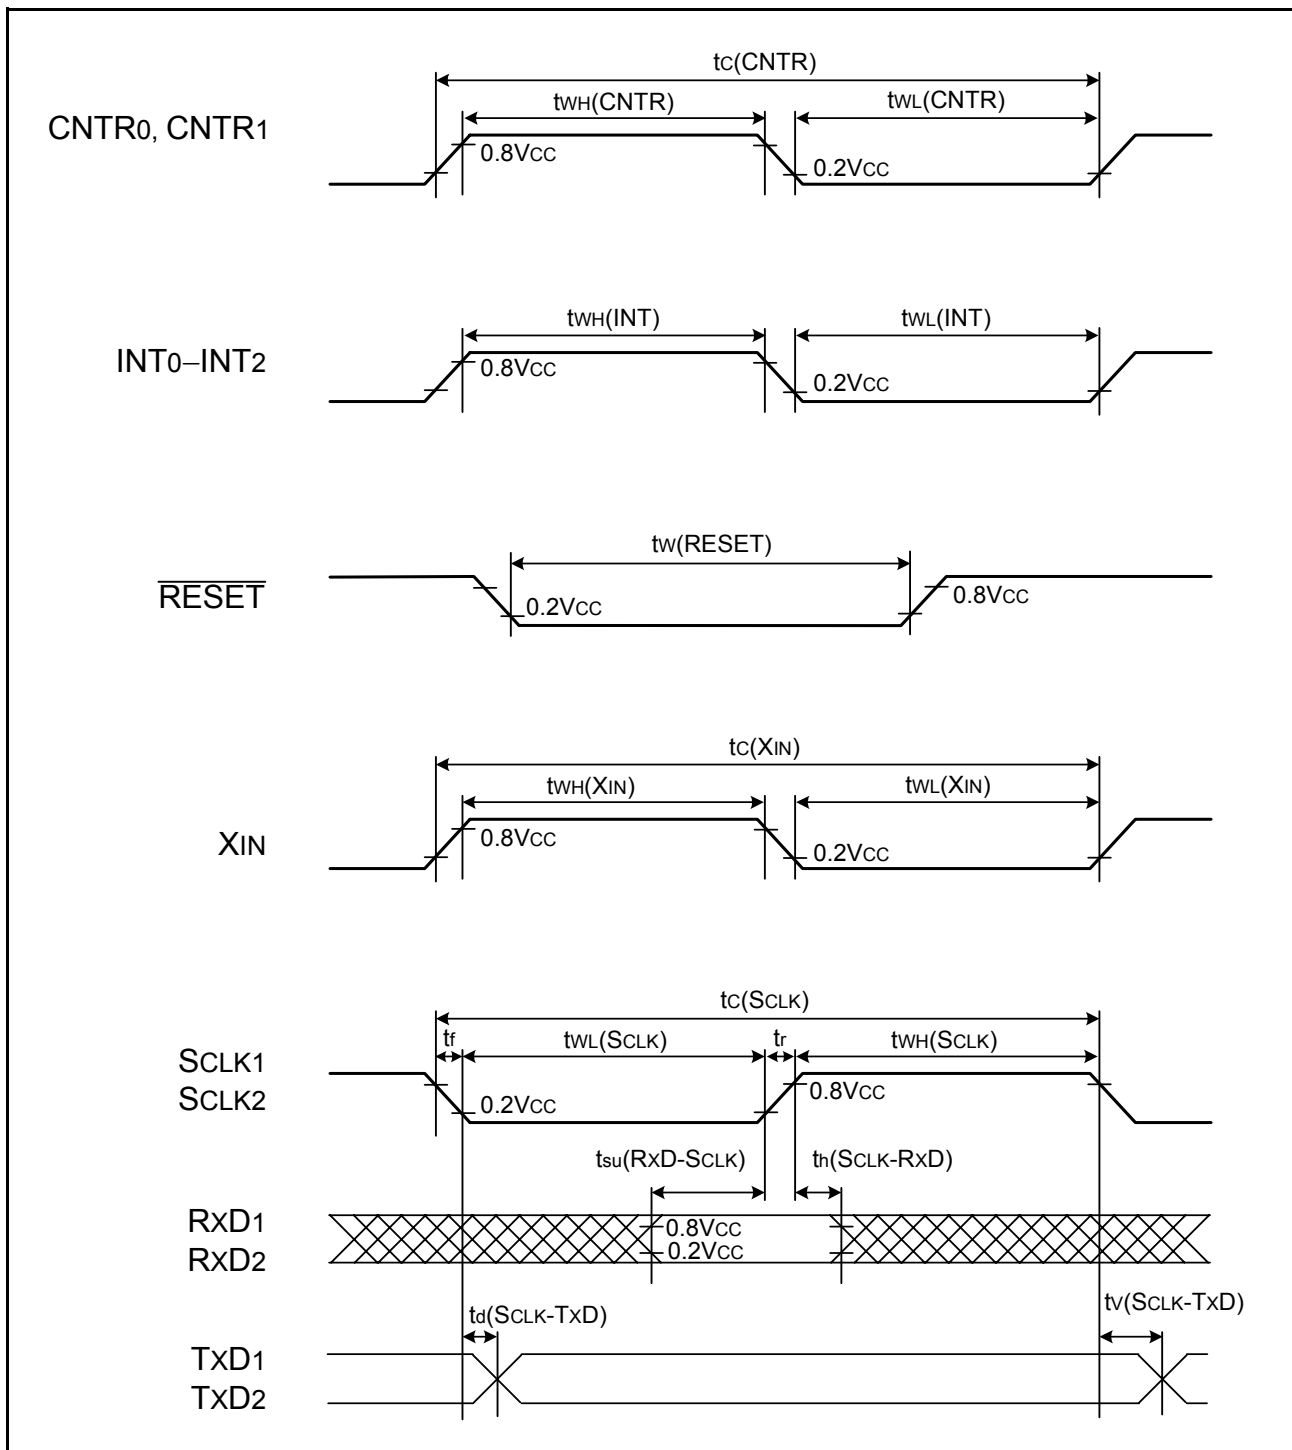 tC(CNTR)
tWH(CNTR) tWL(CNTR)
CNTR0, CNTR1
0.8VCC 0.2VCC
tWH(INT) tWL(INT)
INT0–INT2
0.8VCC 0.2VCC
tW(RESET)
RESET
0.2VCC 0.8VCC
tC(XIN)
tWH(XIN) tWL(XIN)
XIN
0.8VCC 0.2VCC
tC(SCLK)
tf tWL(SCLK) tr tWH(SCLK)
SCLK1
SCLK2
0.2VCC 0.8VCC
tsu(RXD-SCLK) th(SCLK-RXD)
RXD1
RXD2
0.8VCC
0.2VCC
td(SCLK-TXD) tV(SCLK-TXD)
TXD1
TXD2